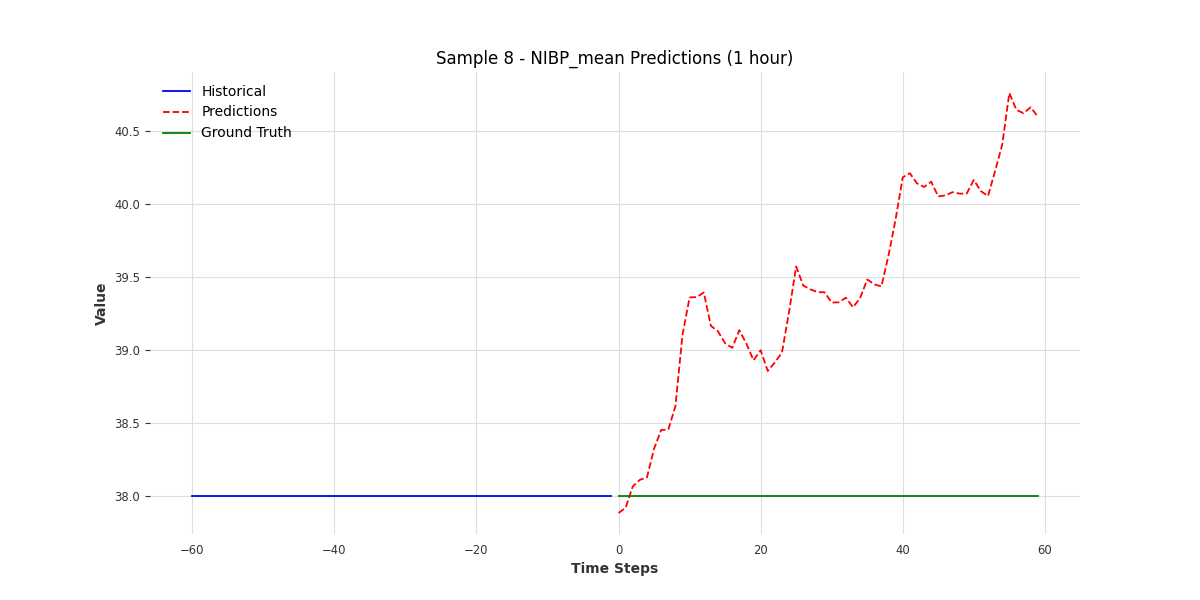 Sample 8 - NIBP_mean Predictions (1 hour)
Historical
Predictions
Ground Truth
40.5
40.0
39.5
39.0
38.5
38.0
Value
−60 −40 −20 0 20 40 60
Time Steps